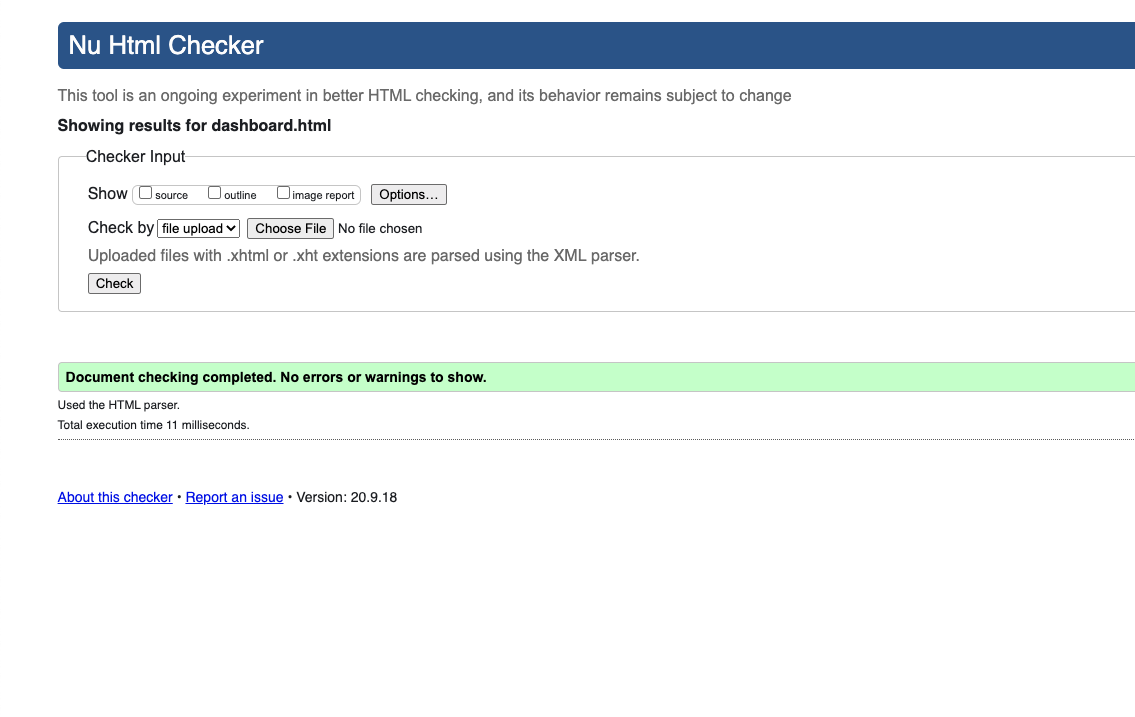 Nu Html Checker
This tool is an ongoing experiment in better HTML checking, and its behavior remains subject to change
Showing results for dashboard.html
Checker Input
Show source outline image report Options...
Check by file upload Choose File No file chosen
Uploaded files with .xhtml or .xht extensions are parsed using the XML parser.
Check
Document checking completed. No errors or warnings to show.
Used the HTML parser.
Total execution time 11 milliseconds.
About this checker • Report an issue • Version: 20.9.18